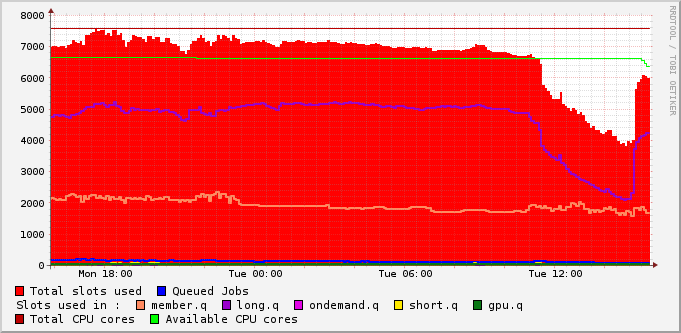 8000
7000
6000
5000
4000
3000
2000
1000
0
Mon 18:00 Tue 00:00 Tue 06:00 Tue 12:00
RRDTOOL / TOBI OETIKER
Total slots used Queued Jobs
Slots used in : member.q long.q ondemand.q short.q gpu.q
Total CPU cores Available CPU cores